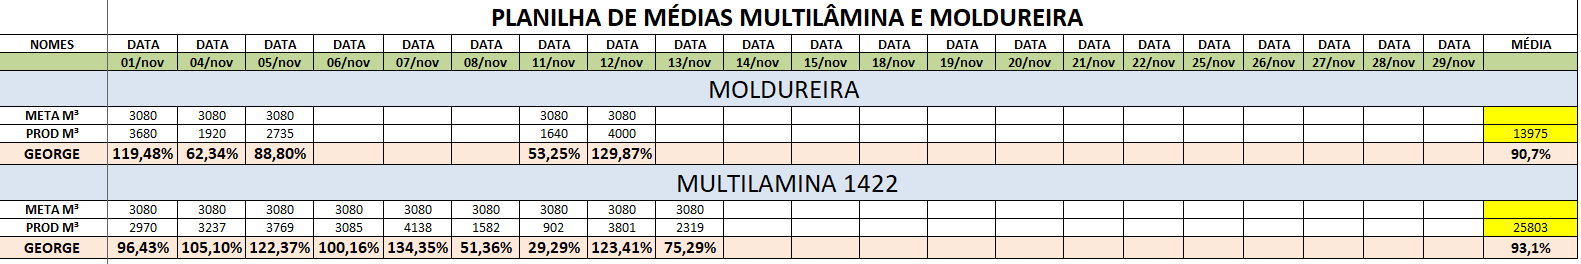 PLANILHA DE MÉDIAS MULTILÂMINA E MOLDUREIRA
NOMES DATA DATA DATA DATA DATA DATA DATA DATA DATA DATA DATA DATA DATA DATA DATA DATA DATA DATA DATA DATA MÉDIA
01/nov 04/nov 05/nov 06/nov 07/nov 08/nov 11/nov 12/nov 13/nov 14/nov 15/nov 18/nov 19/nov 20/nov 21/nov 22/nov 25/nov 26/nov 27/nov 28/nov 29/nov
MOLDUREIRA
META M³ 3080 3080 3080 3080 3080
PROD M³ 3680 1920 2735 1640 4000 13975
GEORGE 119,48% 62,34% 88,80% 53,25% 129,87% 90,7%
MULTILAMINA 1422
META M³ 3080 3080 3080 3080 3080 3080 3080 3080 3080
PROD M³ 2970 3237 3769 3085 4138 1582 902 3801 2319 25803
GEORGE 96,43% 105,10% 122,37% 100,16% 134,35% 51,36% 29,29% 123,41% 75,29% 93,1%